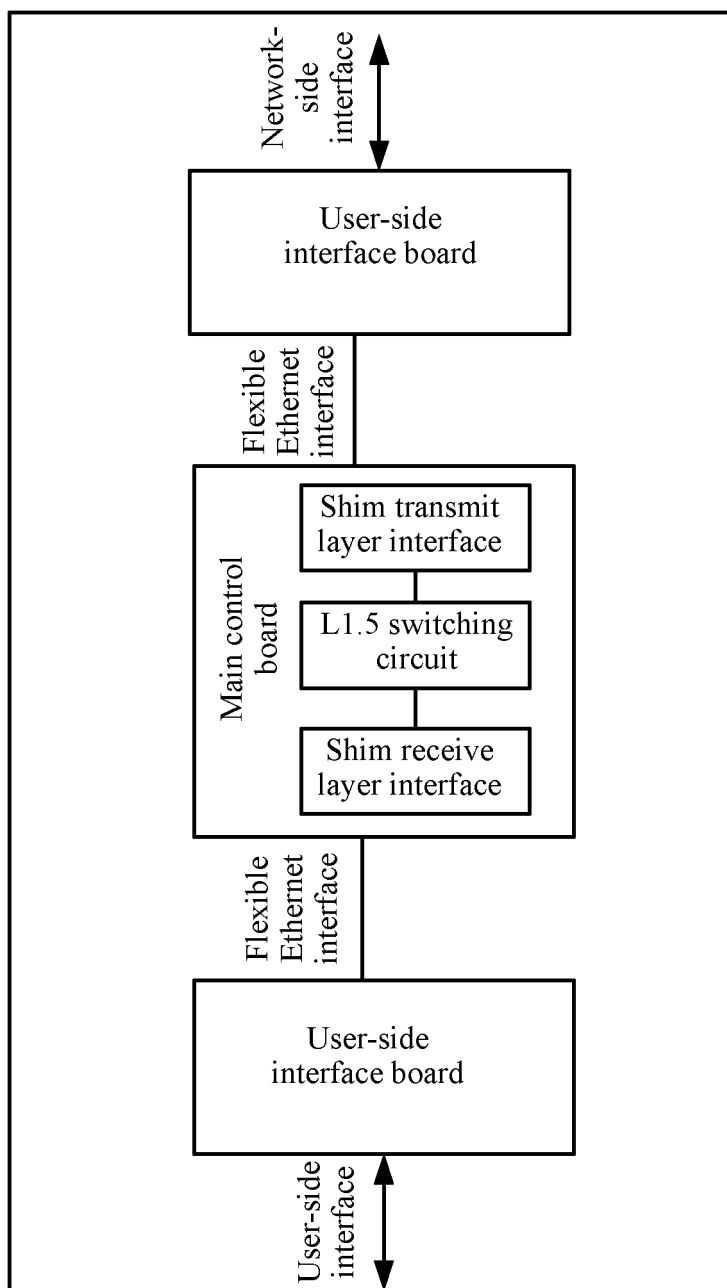 Network-
side
interface
User-side
interface board
Flexible
Ethernet
interface
Main control
board
Shim transmit
layer interface
L1.5 switching
circuit
Shim receive
layer interface
Flexible
Ethernet
interface
User-side
interface board
User-side
interface